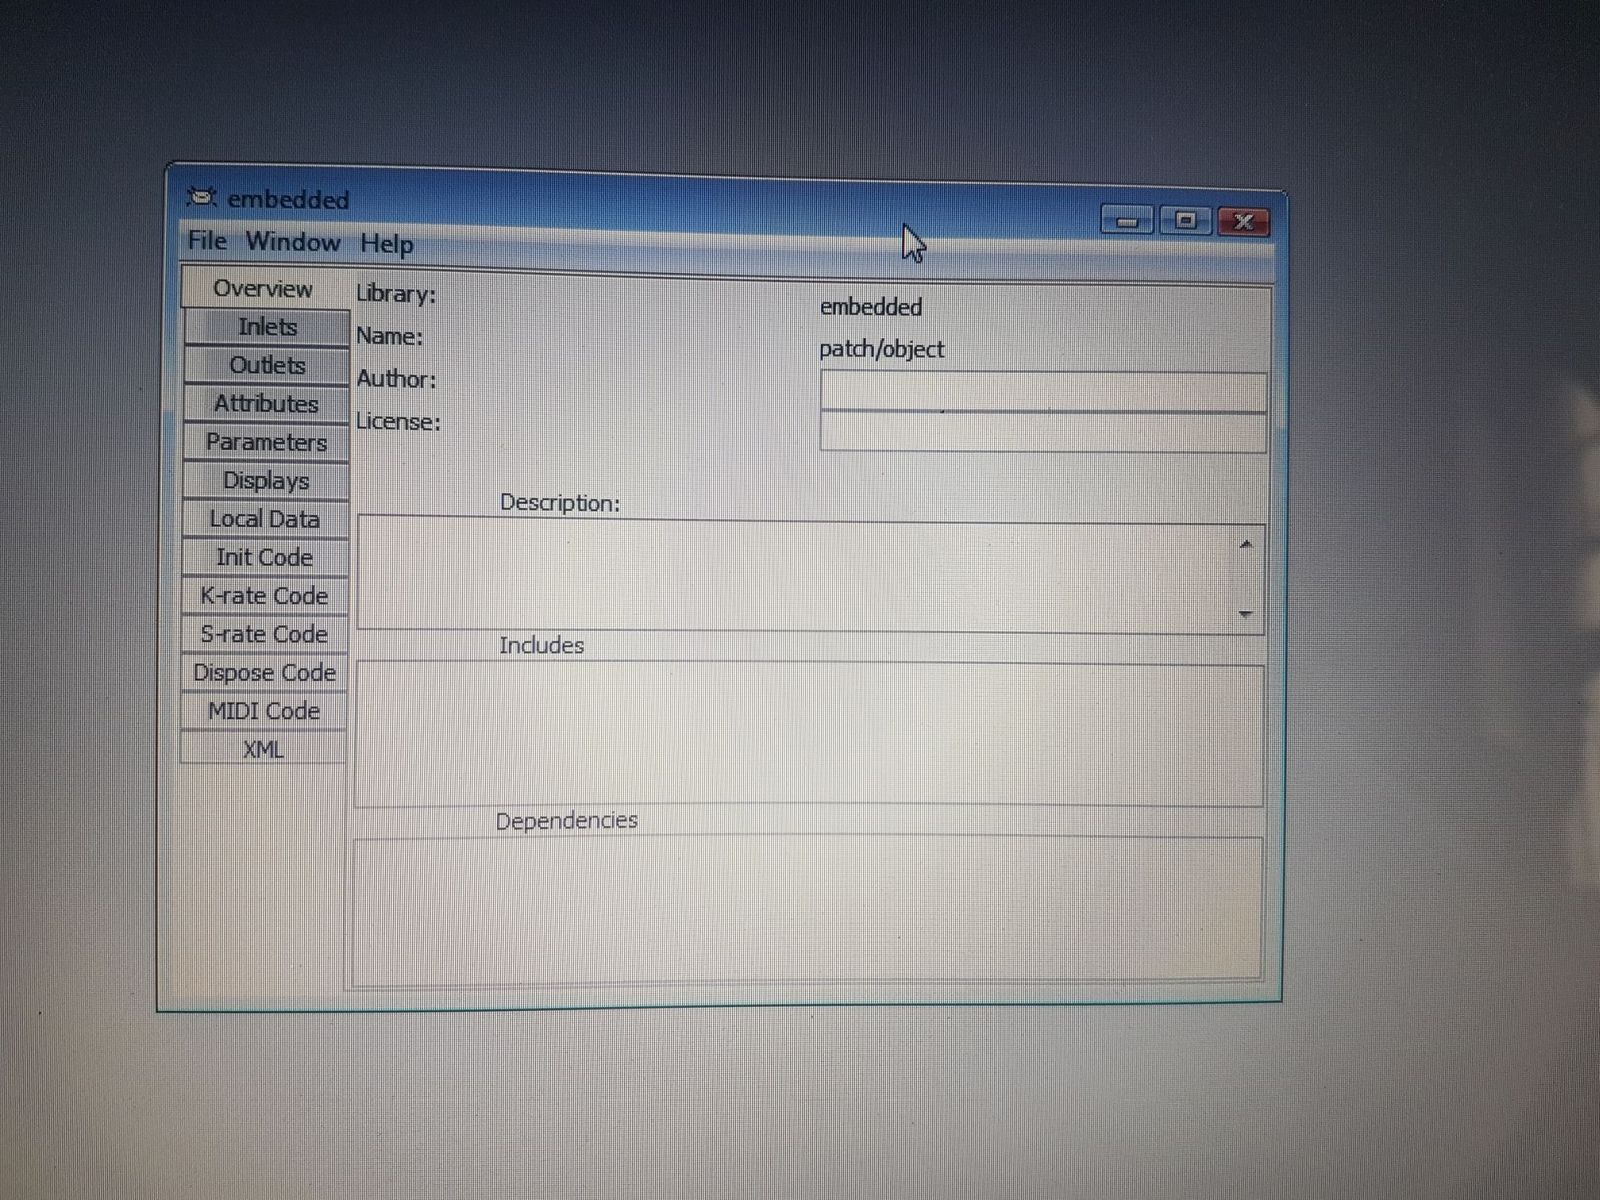 embedded
File Window Help
Overview
Inlets
Outlets
Attributes
Parameters
Displays
Local Data
Init Code
K-rate Code
S-rate Code
Dispose Code
MIDI Code
XML
Library: embedded
Name: patch/object
Author:
License:
Description:
Includes
Dependencies